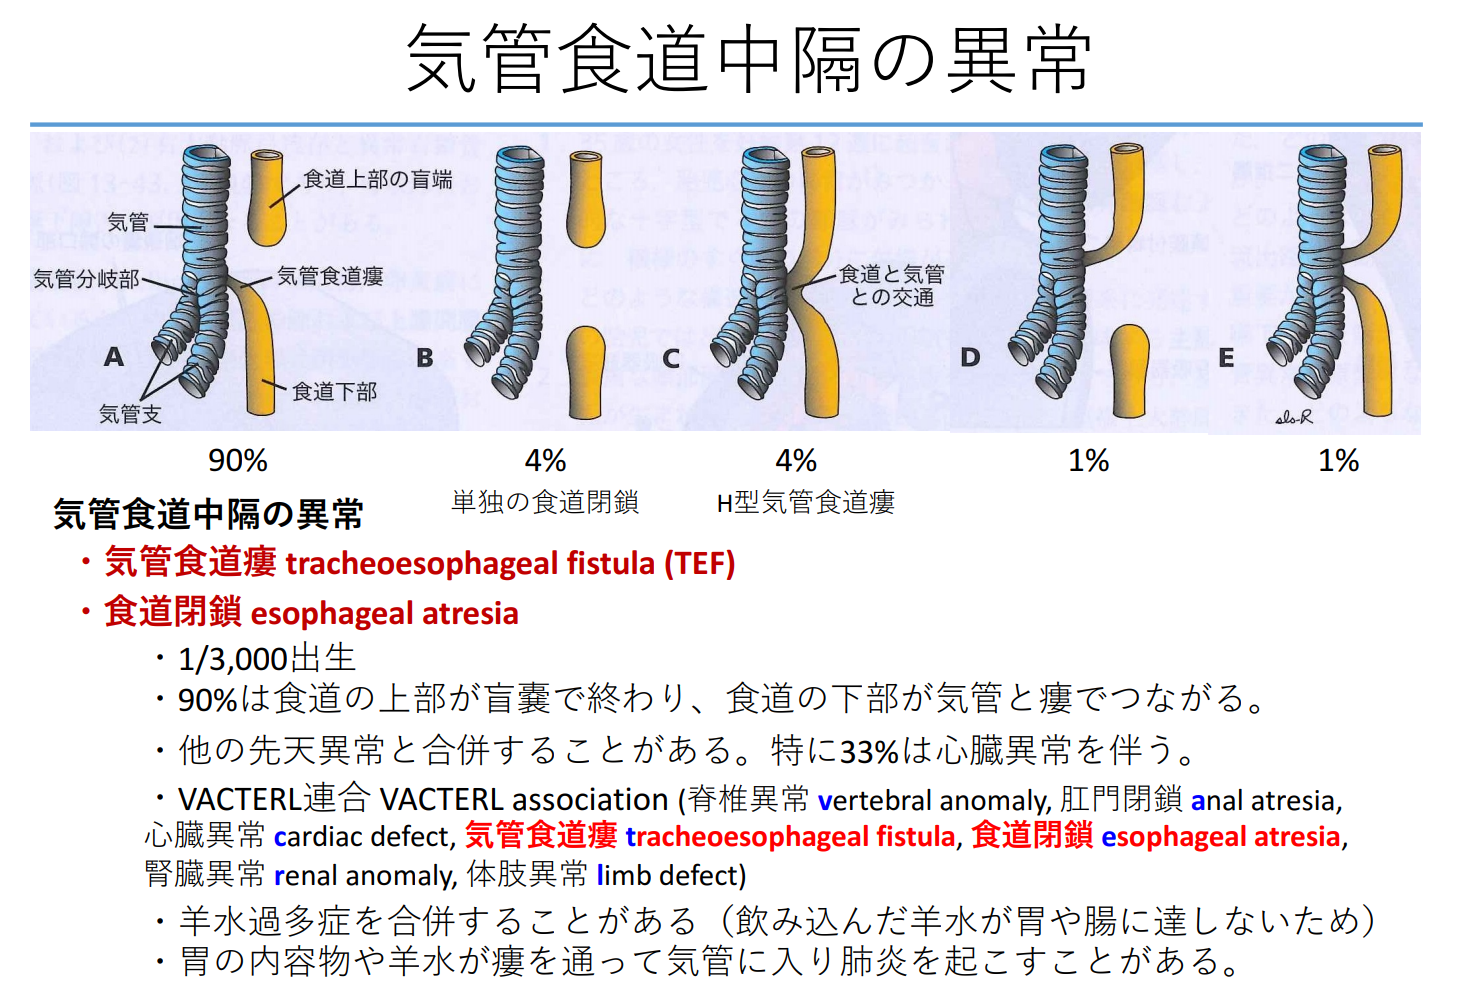 気管食道中隔の異常
食道上部の盲端
気管
気管分岐部
気管食道瘻
食道と気管
との交通
A
B
C
D
E
食道下部
気管支
90%
4%
4%
1%
1%
単独の食道閉鎖
H型気管食道瘻
気管食道中隔の異常
・気管食道瘻 tracheoesophageal fistula (TEF)
・食道閉鎖 esophageal atresia
・1/3,000出生
・90%は食道の上部が盲嚢で終わり、食道の下部が気管と瘻でつながる。
・他の先天異常と合併することがある。特に33%は心臓異常を伴う。
・VACTERL連合 VACTERL association (脊椎異常 vertebral anomaly, 肛門閉鎖 anal atresia,
心臓異常 cardiac defect, 気管食道瘻 tracheoesophageal fistula, 食道閉鎖 esophageal atresia,
腎臓異常 renal anomaly, 体肢異常 limb defect)
・羊水過多症を合併することがある（飲み込んだ羊水が胃や腸に達しないため）
・胃の内容物や羊水が瘻を通って気管に入り肺炎を起こすことがある。